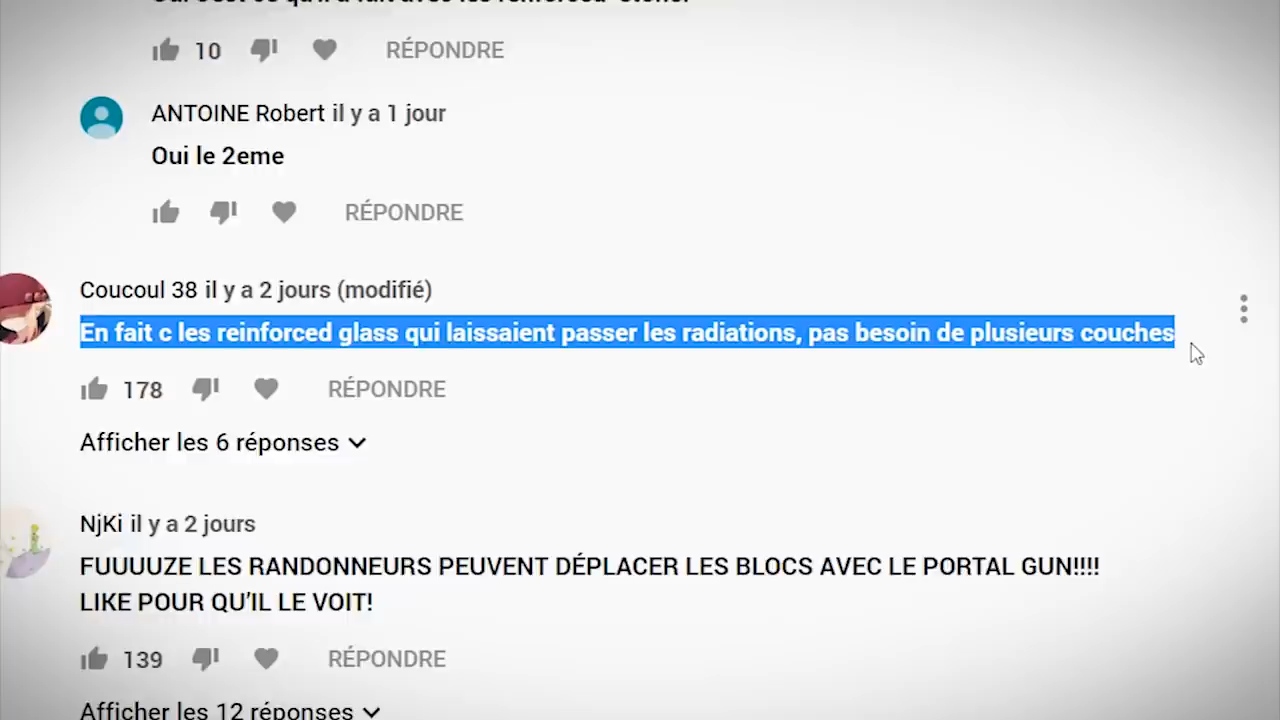 10 RÉPONDRE
ANTOINE Robert il y a 1 jour
Oui le 2eme
RÉPONDRE
Coucoul 38 il y a 2 jours (modifié)
En fait c les reinforced glass qui laissaient passer les radiations, pas besoin de plusieurs couches
178 RÉPONDRE
Afficher les 6 réponses
NjKi il y a 2 jours
FUUUUZE LES RANDONNEURS PEUVENT DÉPLACER LES BLOCS AVEC LE PORTAL GUN!!!!
LIKE POUR QU'IL LE VOIT!
139 RÉPONDRE
Afficher les 12 réponses